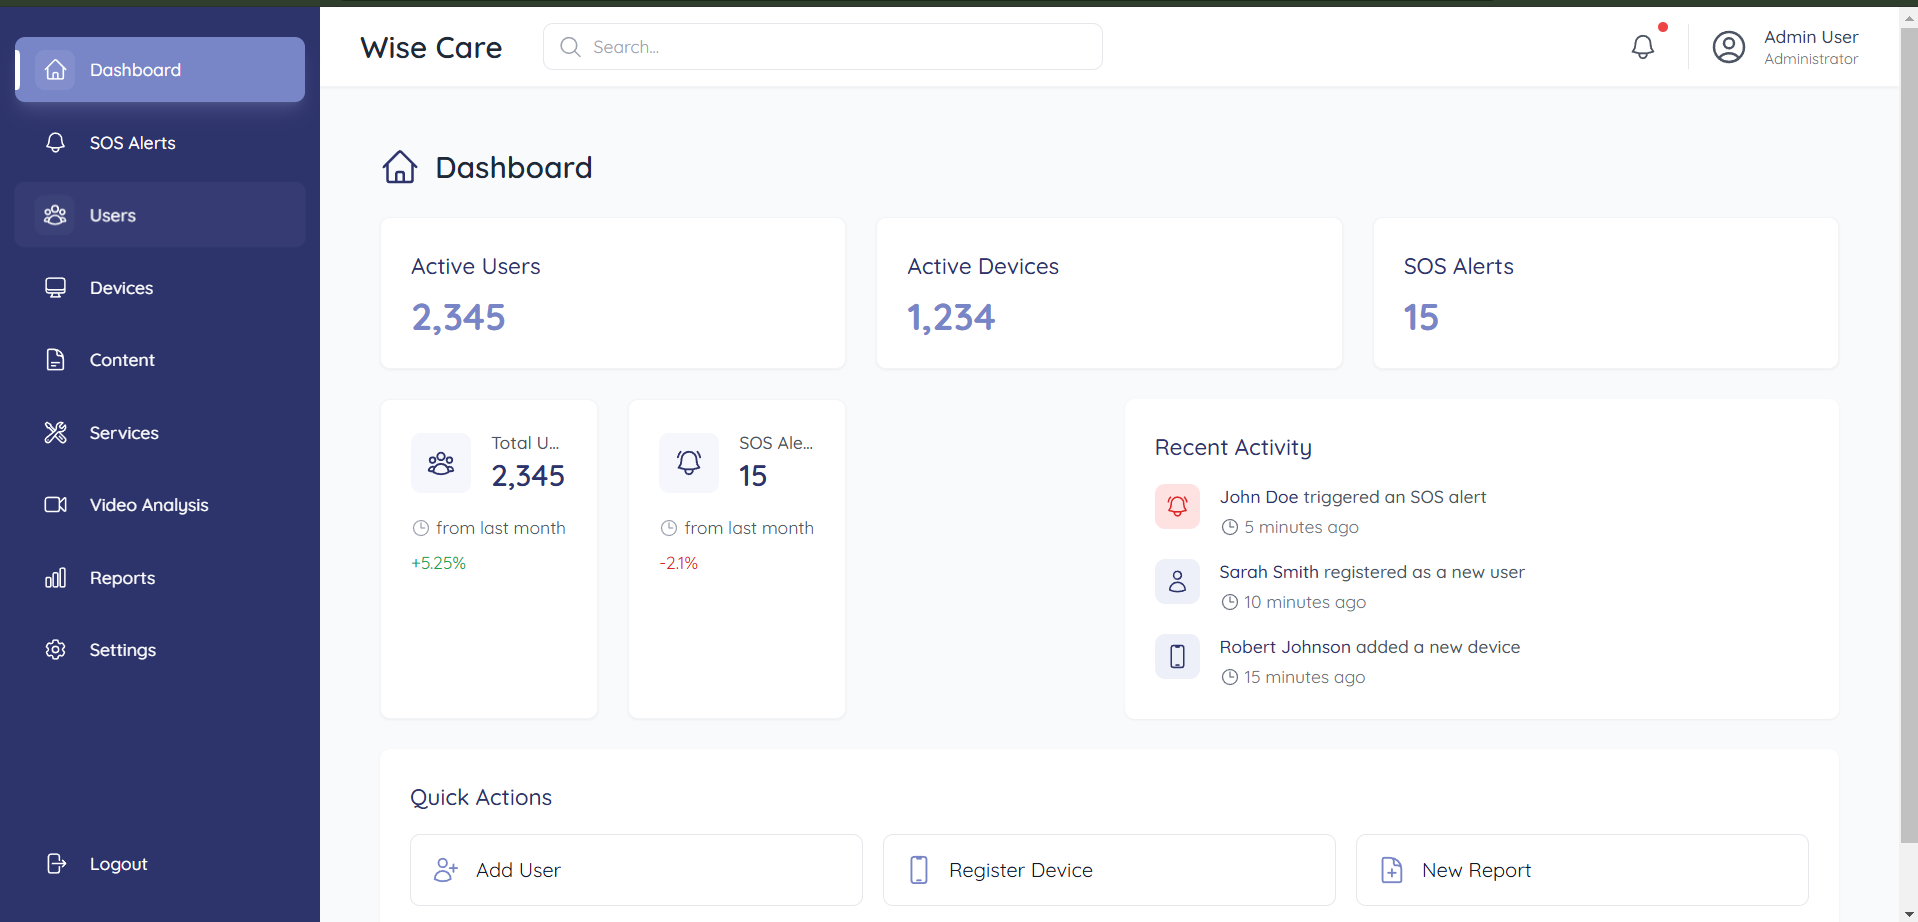 Dashboard
SOS Alerts
Users
Devices
Content
Services
Video Analysis
Reports
Settings
Logout
Wise Care
Search...
Admin User
Administrator
Dashboard
Active Users
2,345
Active Devices
1,234
SOS Alerts
15
Total U...
2,345
from last month
+5.25%
SOS Ale...
15
from last month
-2.1%
Recent Activity
John Doe triggered an SOS alert
5 minutes ago
Sarah Smith registered as a new user
10 minutes ago
Robert Johnson added a new device
15 minutes ago
Quick Actions
Add User
Register Device
New Report